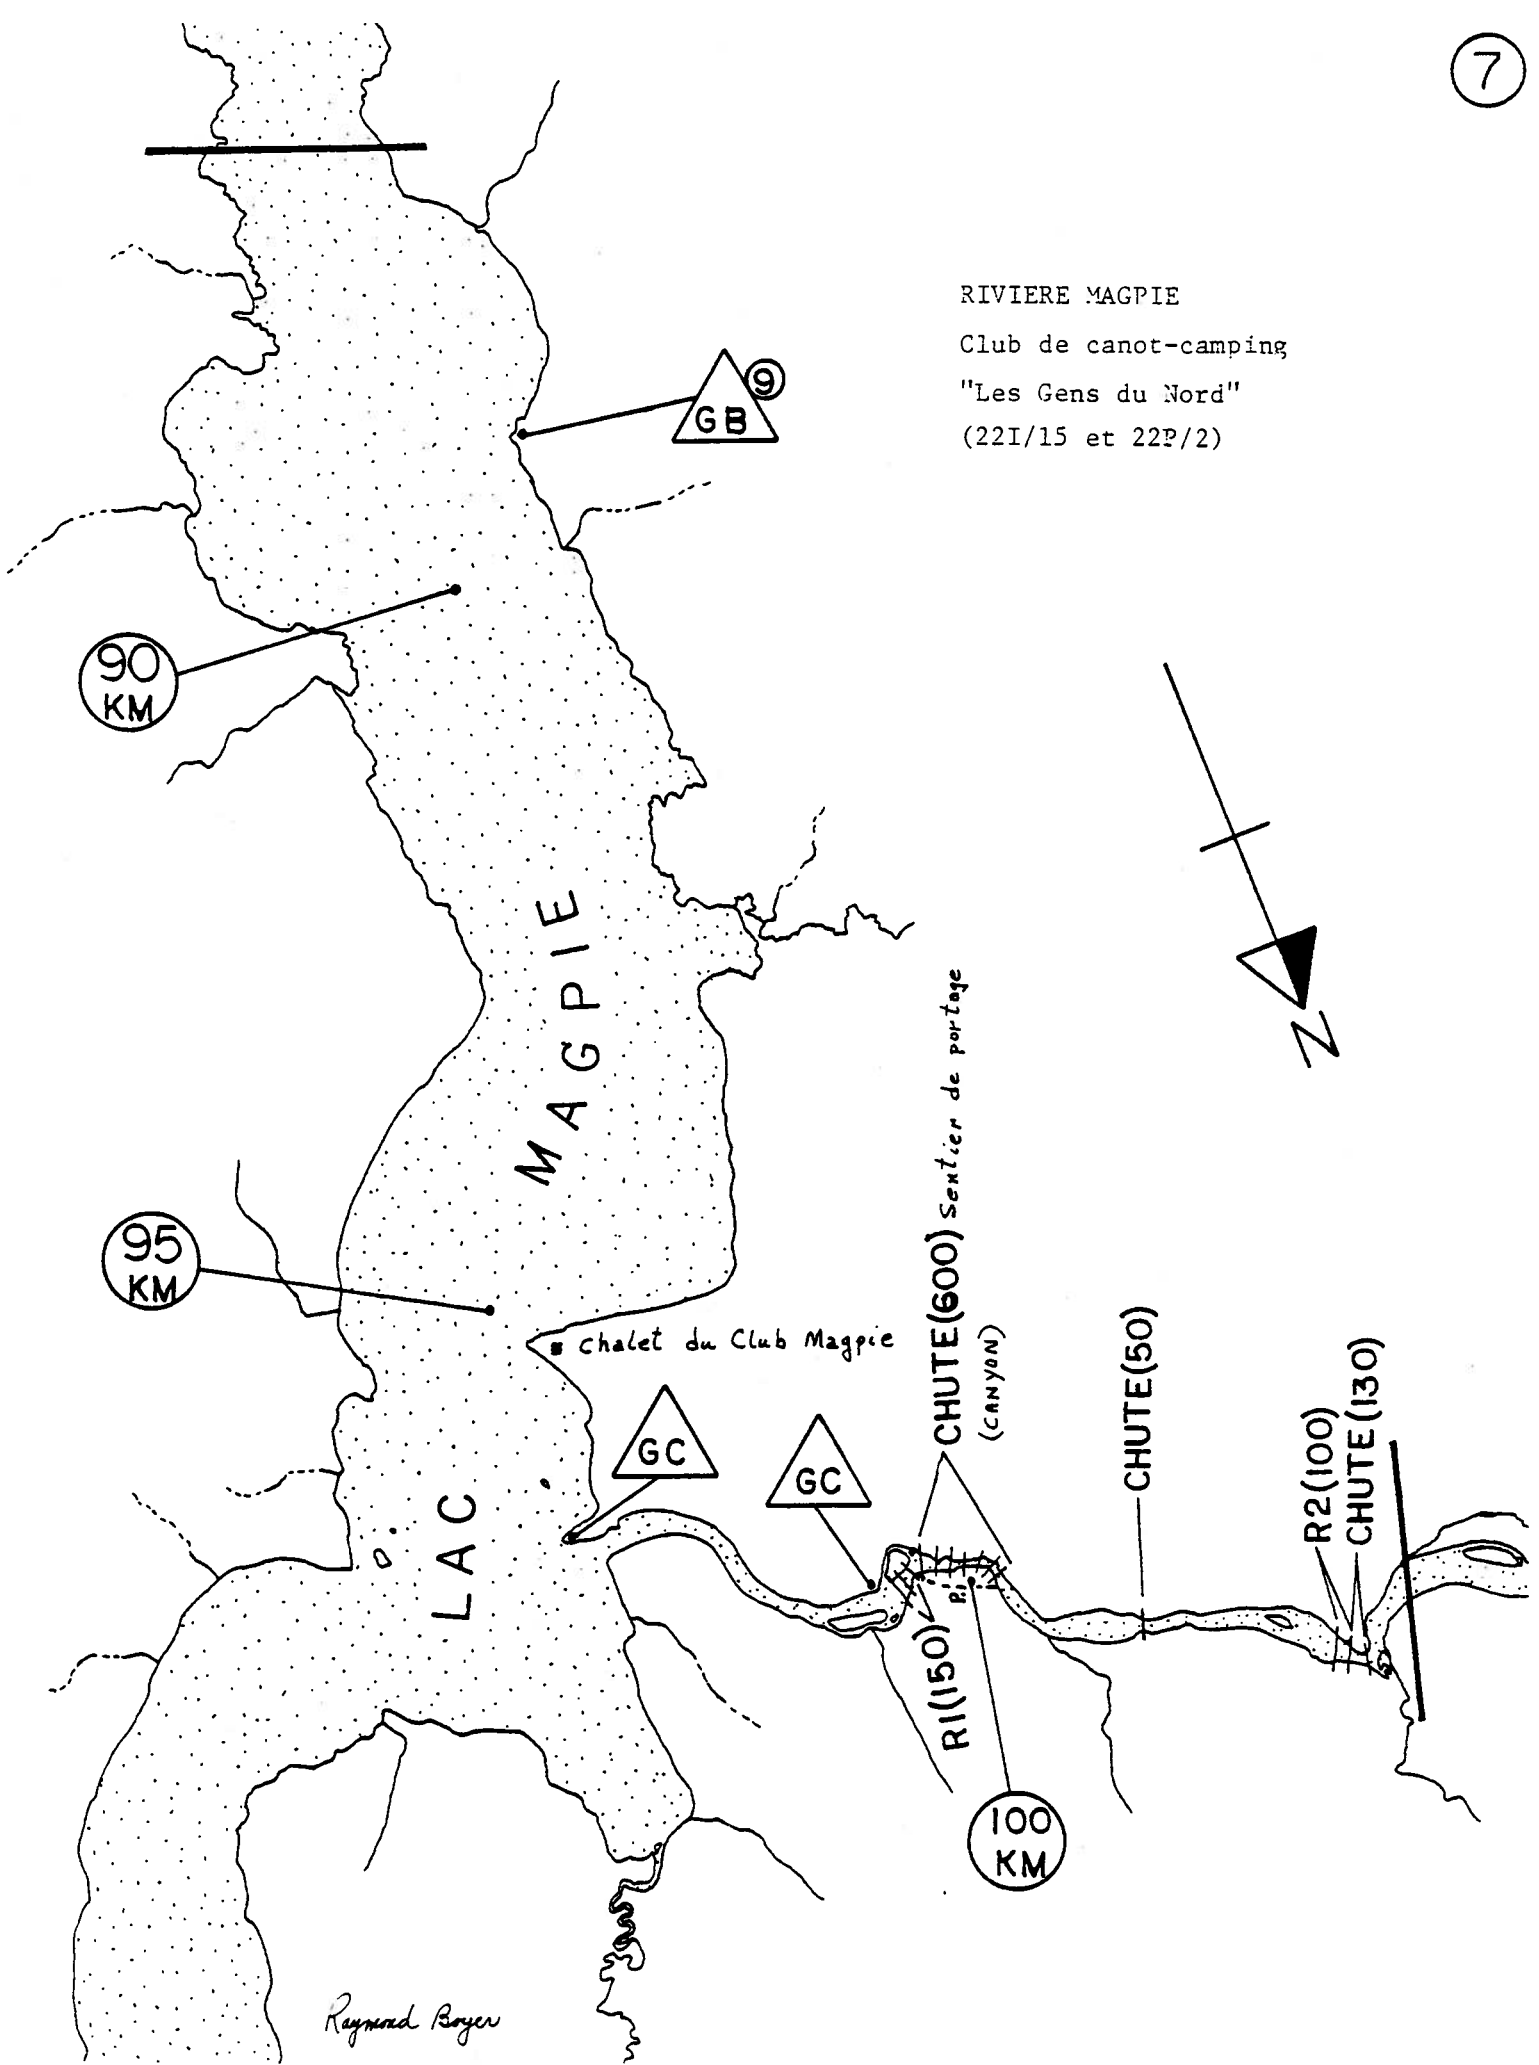 7
RIVIERE MAGPIE
Club de canot-camping
"Les Gens du Nord"
(22I/15 et 22P/2)
9
GB
90
KM
LAC MAGPIE
N
95
KM
Chalet du Club Magpie
GC
GC
CHUTE(600) Sentier de portage
(CANYON)
CHUTE(50)
R2(100)
CHUTE(130)
P.
R1(150)
100
KM
Raymond Boyer